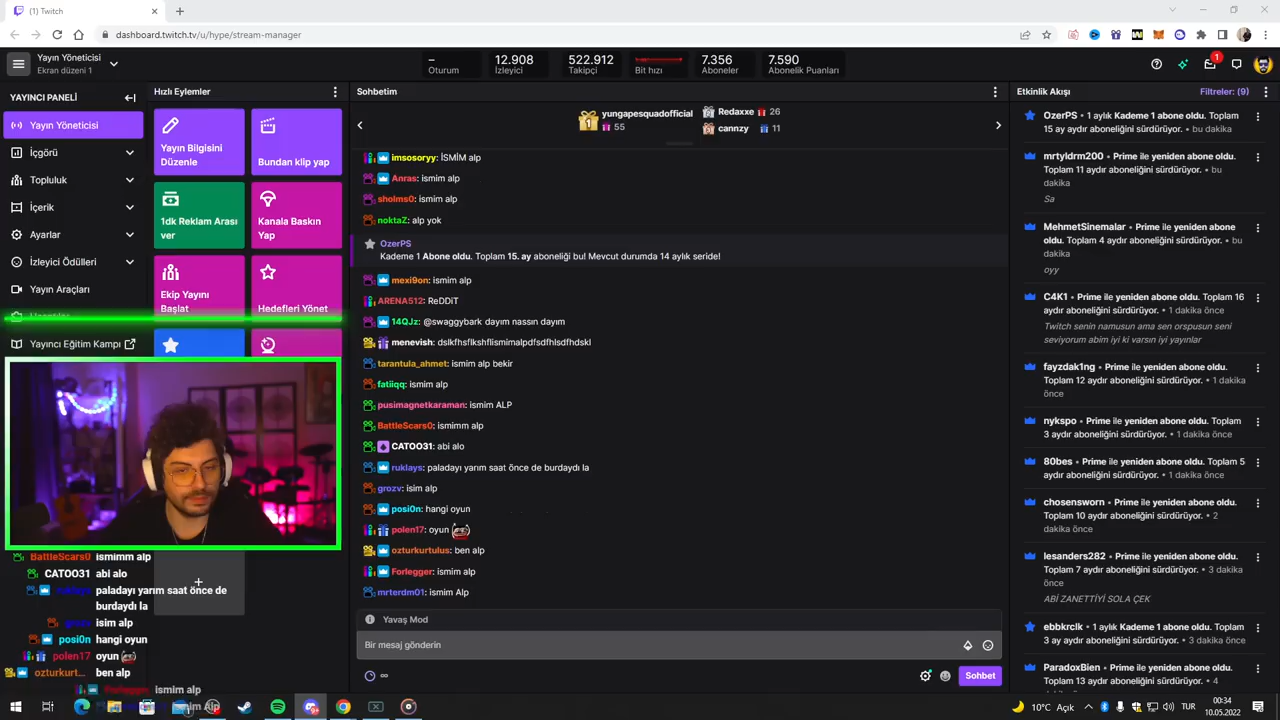 (1) Twitch
dashboard.twitch.tv/u/hype/stream-manager
Yayın Yöneticisi
Ekran düzeni 1
–
Oturum
12.908
İzleyici
522.912
Takipçi
Bit hızı
7.356
Aboneler
7.590
Abonelik Puanları
1
YAYINCI PANELİ
Yayın Yöneticisi
İçgörü
Topluluk
İçerik
Ayarlar
İzleyici Ödülleri
Yayın Araçları
Yayıncı Eğitim Kampı
Hızlı Eylemler
Yayın Bilgisini Düzenle
Bundan klip yap
1dk Reklam Arası ver
Kanala Baskın Yap
Ekip Yayını Başlat
Hedefleri Yönet
BattleScars0 ismimm alp
CATOO31 abi alo
ruklays paladayı yarım saat önce de
burdaydı la
grozv isim alp
posi0n hangi oyun
polen17 oyun
ozturkurt... ben alp
Forlegger ismim alp
Sohbetim
1
yungapesquadofficial
55
Redaxxe 26
cannzy 11
imsosoryy: İSMİM alp
Anras: ismim alp
sholms0: ismim alp
noktaZ: alp yok
OzerPS
Kademe 1 Abone oldu. Toplam 15. ay aboneliği bu! Mevcut durumda 14 aylık seride!
mexi9on: ismim alp
ARENA512: ReDDiT
14QJz: @swaggybark dayım nassın dayım
menevish: dslkfhsflkshflismimalpdfsdfhlsdfhdskl
tarantula_ahmet: ismim alp bekir
fatiiqq: ismim alp
pusimagnetkaraman: ismim ALP
BattleScars0: ismimm alp
CATOO31: abi alo
ruklays: paladayı yarım saat önce de burdaydı la
grozv: isim alp
posi0n: hangi oyun
polen17: oyun
ozturkurtulus: ben alp
Forlegger: ismim alp
mrterdm01: ismim Alp
Yavaş Mod
Bir mesaj gönderin
∞
Sohbet
Etkinlik Akışı
Filtreler: (9)
OzerPS • 1 aylık Kademe 1 abone oldu. Toplam
15 ay aydır aboneliğini sürdürüyor. • bu dakika
mrtyldrm200 • Prime ile yeniden abone oldu.
Toplam 11 aydır aboneliğini sürdürüyor. • bu
dakika
Sa
MehmetSinemalar • Prime ile yeniden abone
oldu. Toplam 4 aydır aboneliğini sürdürüyor. • bu
dakika
oyy
C4K1 • Prime ile yeniden abone oldu. Toplam 16
aydır aboneliğini sürdürüyor. • 1 dakika önce
Twitch senin namusun ama sen orspusun seni
seviyorum abim iyi ki varsın iyi yayınlar
fayzdak1ng • Prime ile yeniden abone oldu.
Toplam 12 aydır aboneliğini sürdürüyor. • 1 dakika
önce
nykspo • Prime ile yeniden abone oldu. Toplam
3 aydır aboneliğini sürdürüyor. • 1 dakika önce
80bes • Prime ile yeniden abone oldu. Toplam 5
aydır aboneliğini sürdürüyor. • 1 dakika önce
chosensworn • Prime ile yeniden abone oldu.
Toplam 10 aydır aboneliğini sürdürüyor. • 2
dakika önce
lesanders282 • Prime ile yeniden abone oldu.
Toplam 7 aydır aboneliğini sürdürüyor. • 3 dakika
önce
ABİ ZANETTİYİ SOLA ÇEK
ebbkrclk • 1 aylık Kademe 1 abone oldu. Toplam
3 ay aydır aboneliğini sürdürüyor. • 3 dakika önce
ParadoxBien • Prime ile yeniden abone oldu.
Toplam 13 aydır aboneliğini sürdürüyor. • 4
10°C Açık
TUR
00:34
10.05.2022